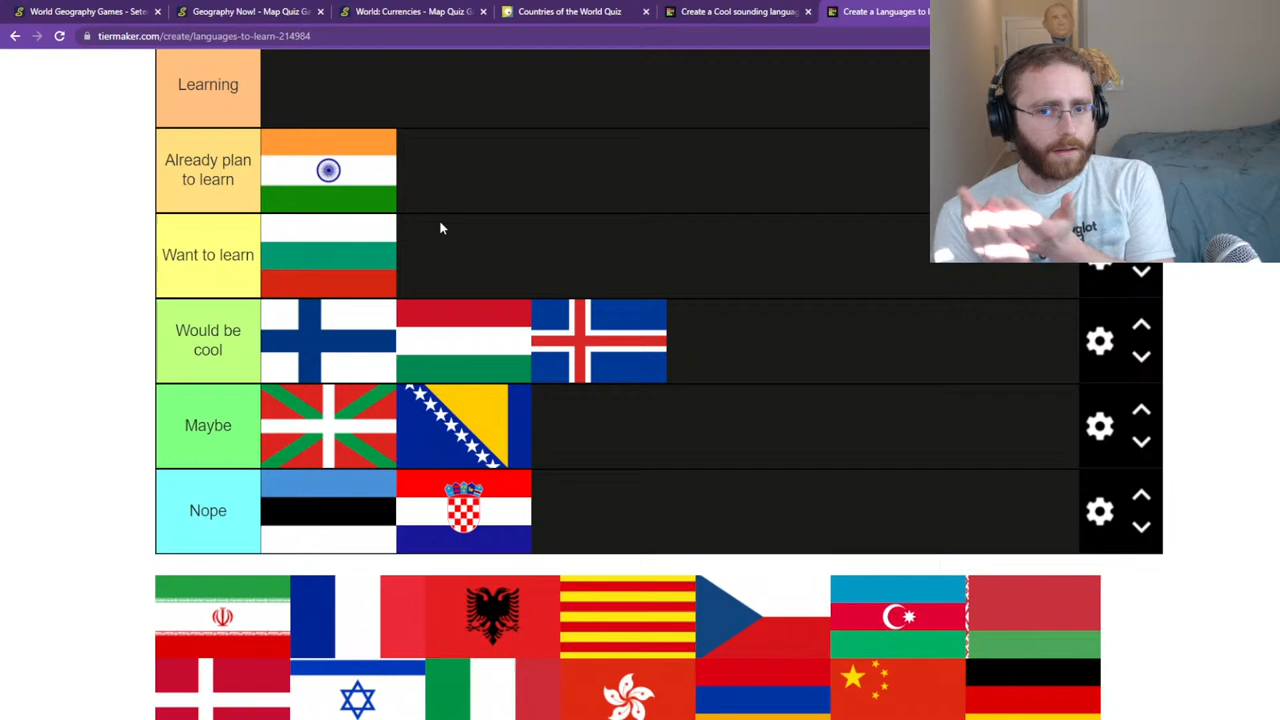 World Geography Games - Sete
Geography Now! - Map Quiz G
World: Currencies - Map Quiz G
Countries of the World Quiz
Create a Cool sounding langua
Create a Languages to l
tiermaker.com/create/languages-to-learn-214984
Learning
Already plan
to learn
Want to learn
Would be
cool
Maybe
Nope
glot